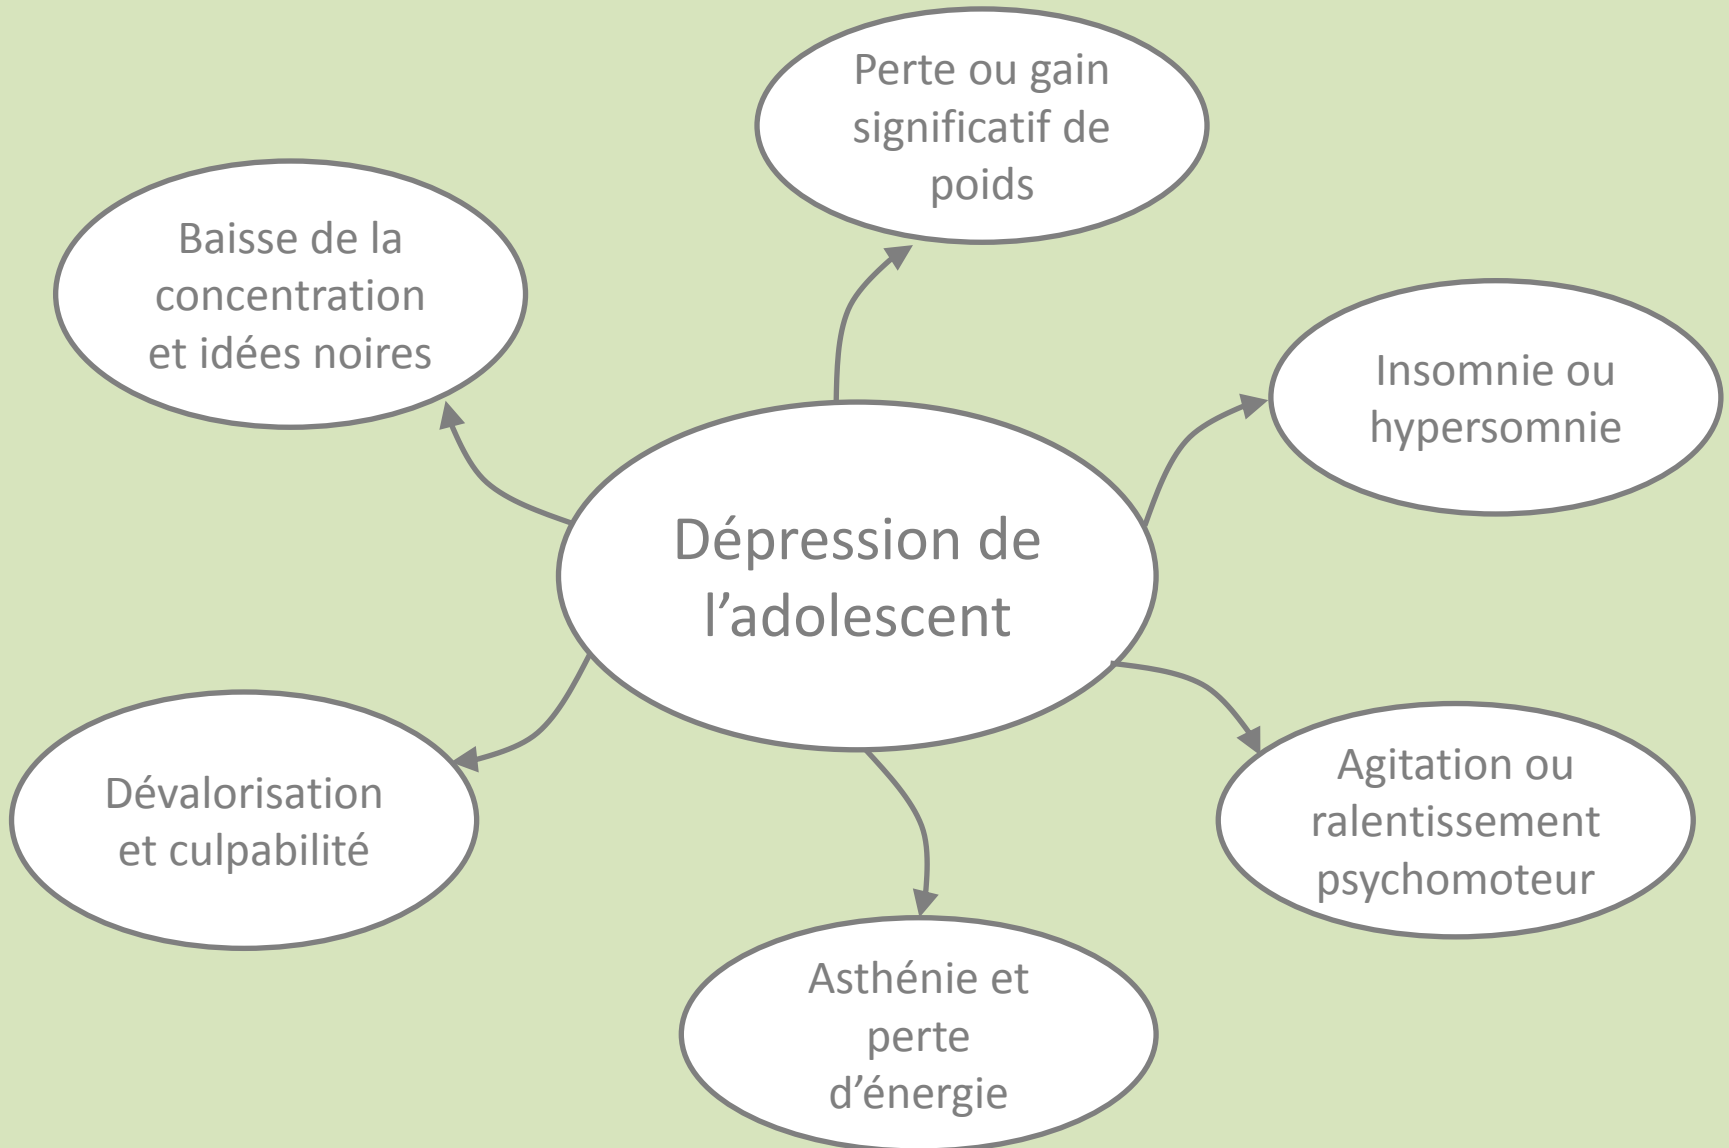 Perte ou gain
significatif de
poids
Baisse de la
concentration
et idées noires
Insomnie ou
hypersomnie
Dépression de
l’adolescent
Dévalorisation
et culpabilité
Agitation ou
ralentissement
psychomoteur
Asthénie et
perte
d’énergie